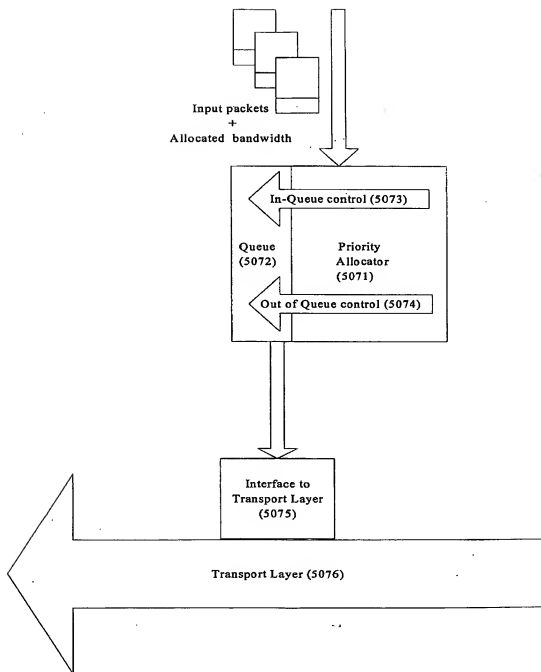 Input packets
+
Allocated bandwidth
In-Queue control (5073)
Queue
(5072)
Priority
Allocator
(5071)
Out of Queue control (5074)
Interface to
Transport Layer
(5075)
Transport Layer (5076)